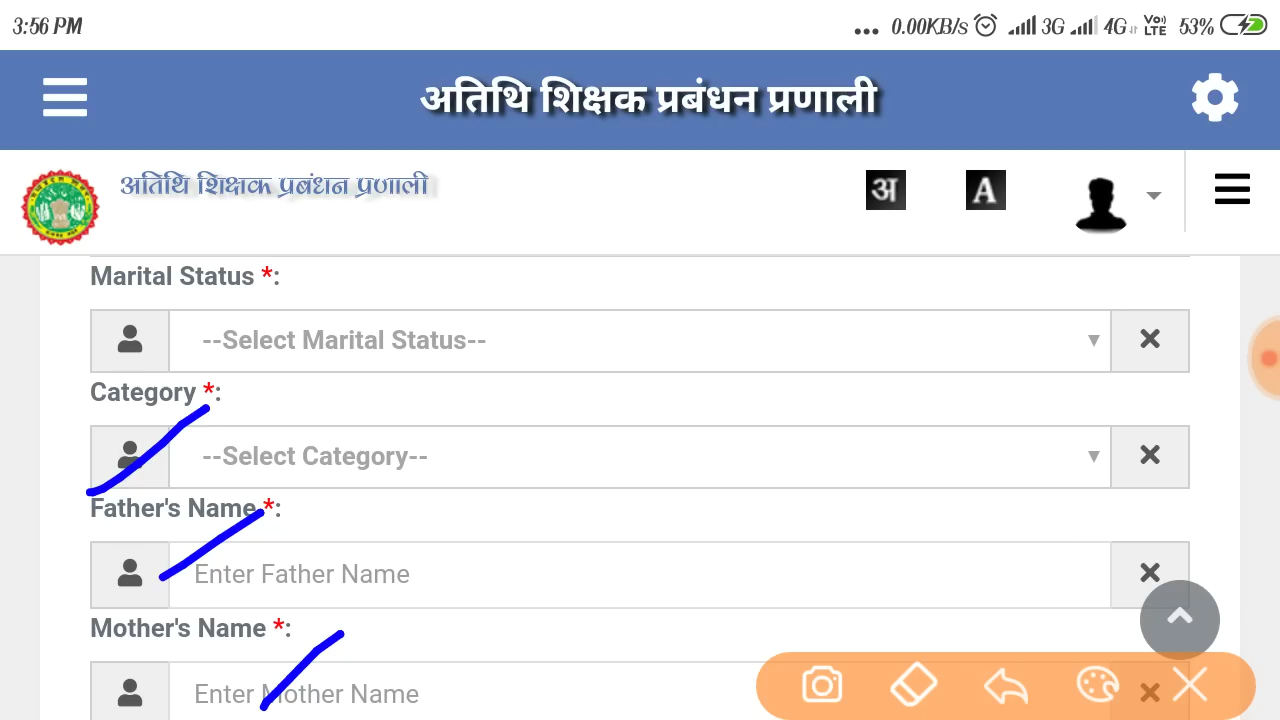 3:56 PM
... 0.00KB/s 3G 4G Vo)) LTE 53%
अतिथि शिक्षक प्रबंधन प्रणाली
अतिथि शिक्षक प्रबंधन प्रणाली
अ A
Marital Status *:
--Select Marital Status--
Category *:
--Select Category--
Father's Name *:
Enter Father Name
Mother's Name *:
Enter Mother Name